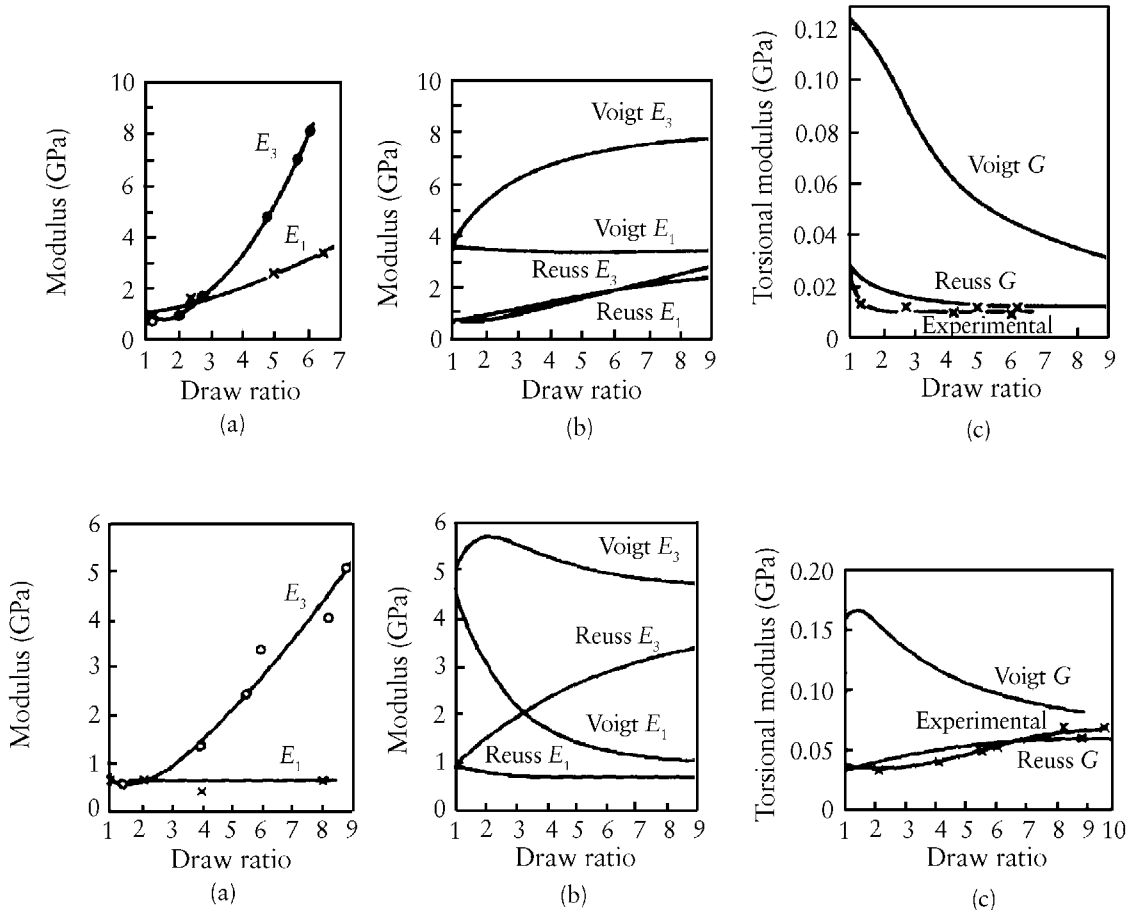 Modulus (GPa)
10
8
6
4
2
0
E3
E1
1 2 3 4 5 6 7
Draw ratio
(a)
Modulus (GPa)
10
8
6
4
2
0
Voigt E3
Voigt E1
Reuss E3
Reuss E1
1 2 3 4 5 6 7 8 9
Draw ratio
(b)
Torsional modulus (GPa)
0.12
0.12
0.08
0.04
0.02
0
Voigt G
Reuss G
Experimental
1 2 3 4 5 6 7 9
Draw ratio
(c)
Modulus (GPa)
6
5
4
3
2
1
0
E3
E1
1 2 3 4 5 6 7 8 9
Draw ratio
(a)
Modulus (GPa)
6
5
4
3
2
1
0
Voigt E3
Reuss E3
Voigt E1
Reuss E1
1 2 3 4 5 6 7 8 9
Draw ratio
(b)
Torsional modulus (GPa)
0.20
0.15
0.10
0.05
0
Voigt G
Experimental
Reuss G
1 2 3 4 5 6 7 8 9 10
Draw ratio
(c)